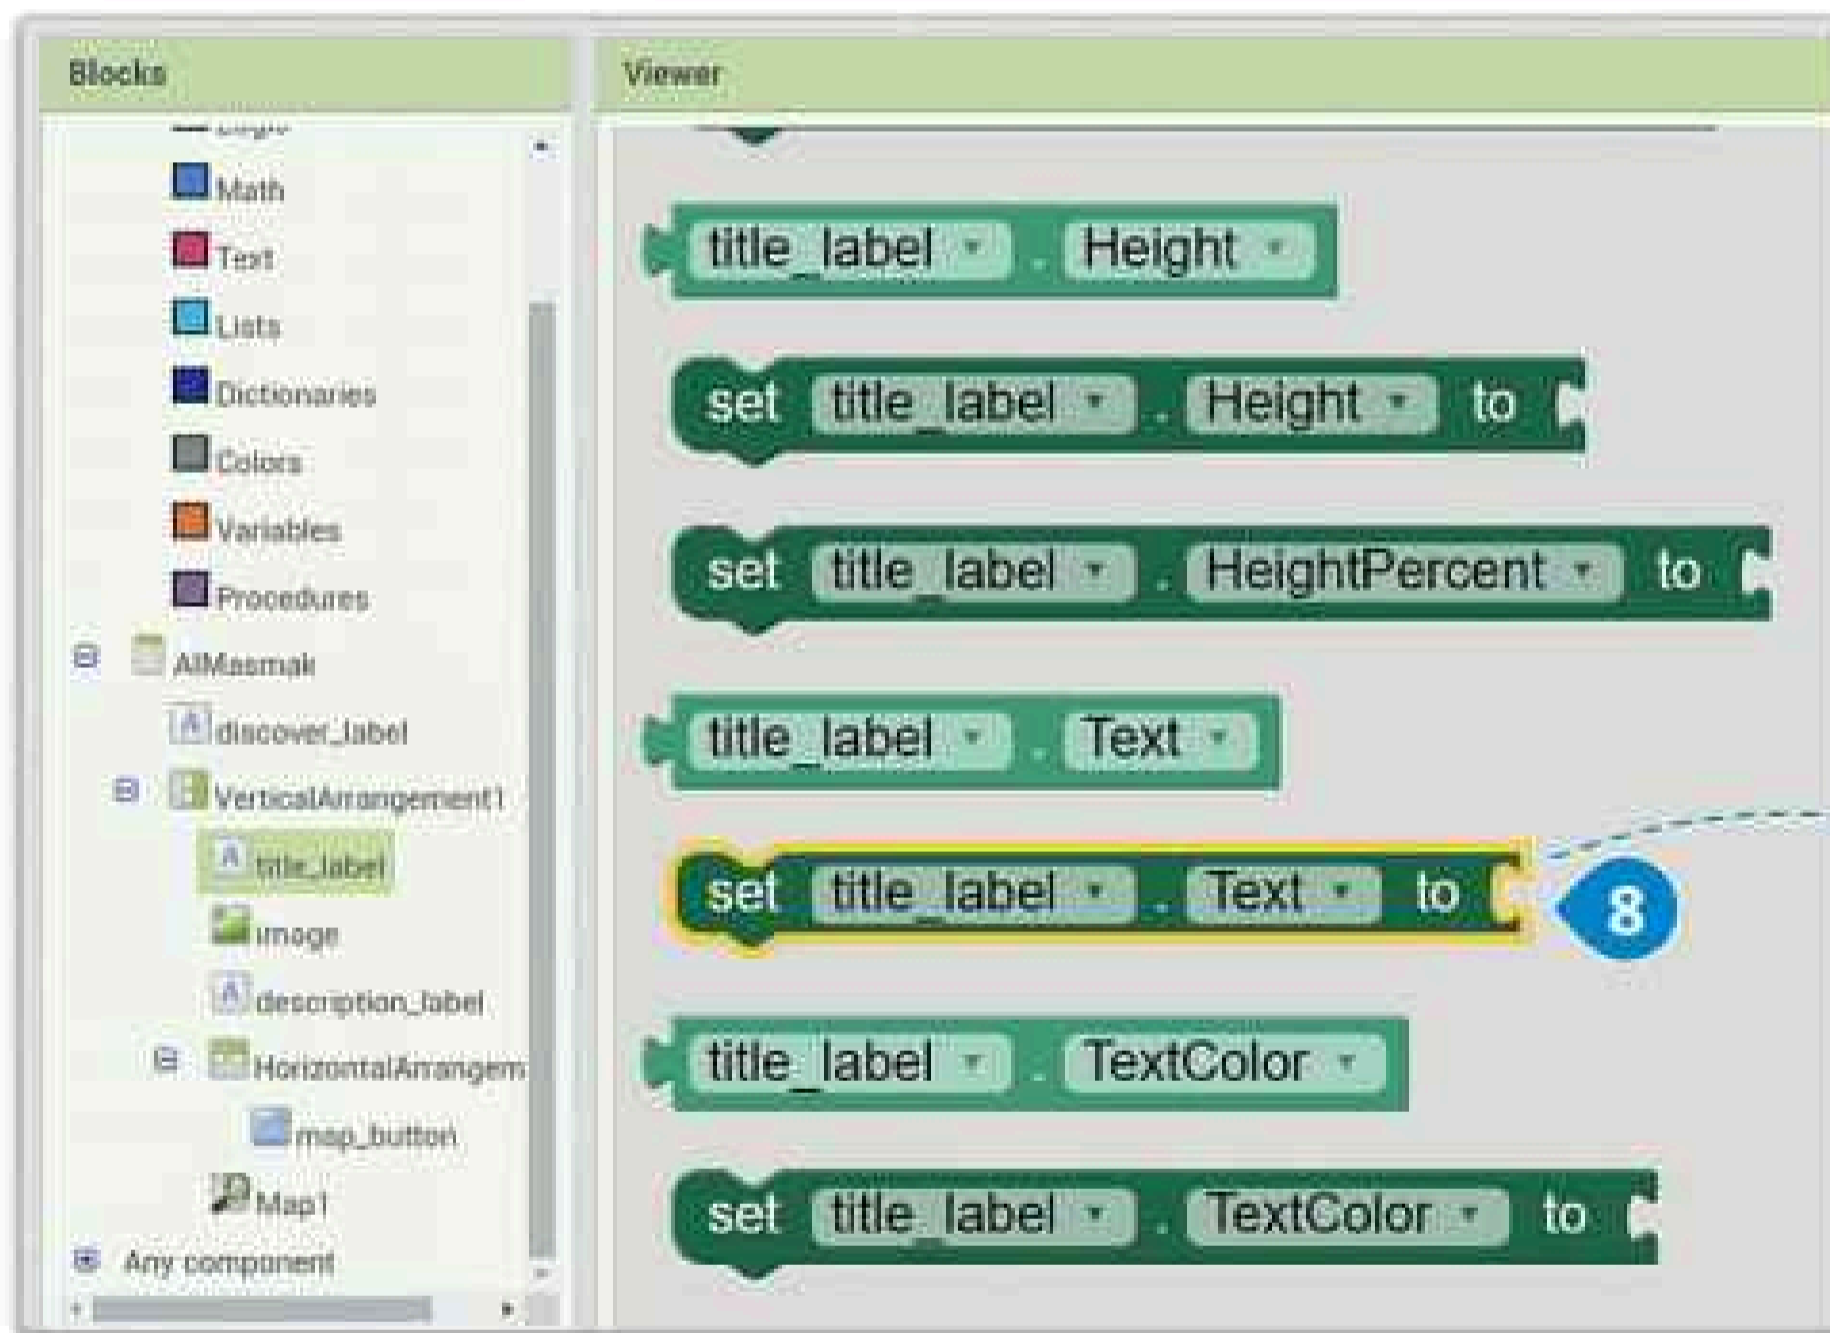 Blocks
Math
Text
Lists
Dictionaries
Colors
Variables
Procedures
AlMasmak
discover_label
VerticalArrangement1
title_label
image
description_label
HorizontalArrangem
map_button
Map1
Any component
Viewer
title_label . Height
set title_label . Height to
set title_label . HeightPercent to
title_label . Text
set title_label . Text to
8
title_label . TextColor
set title_label . TextColor to